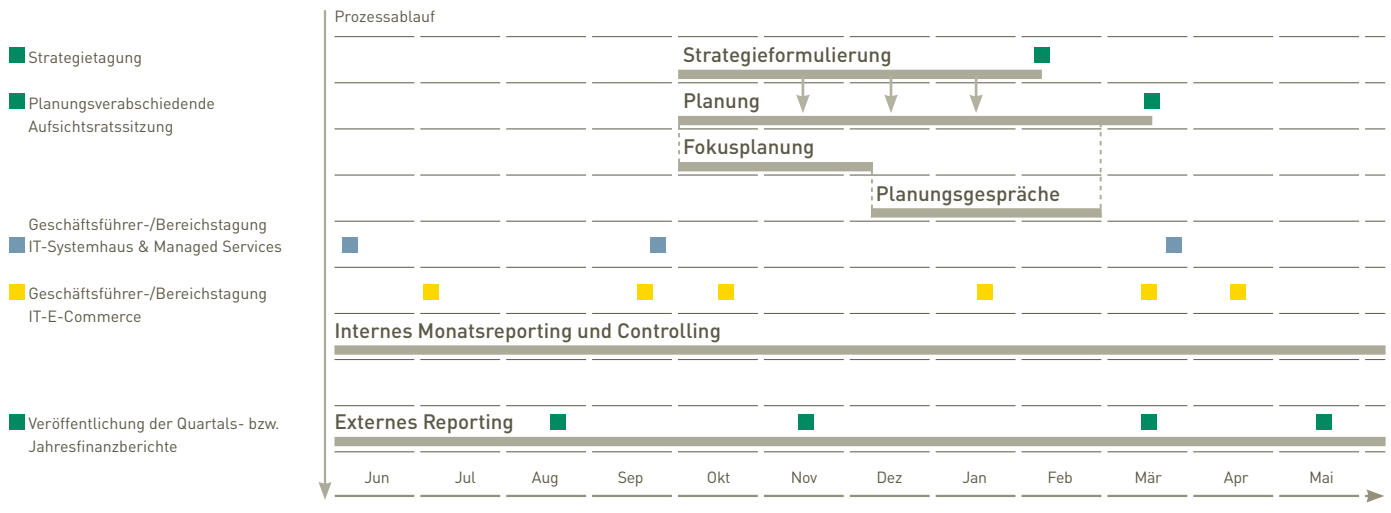 Prozessablauf
Strategietagung
Strategieformulierung
Planungsverabschiedende
Aufsichtsratssitzung
Planung
Fokusplanung
Planungsgespräche
Geschäftsführer-/Bereichstagung
IT-Systemhaus & Managed Services
Geschäftsführer-/Bereichstagung
IT-E-Commerce
Internes Monatsreporting und Controlling
Veröffentlichung der Quartals- bzw.
Jahresfinanzberichte
Externes Reporting
Jun Jul Aug Sep Okt Nov Dez Jan Feb Mär Apr Mai